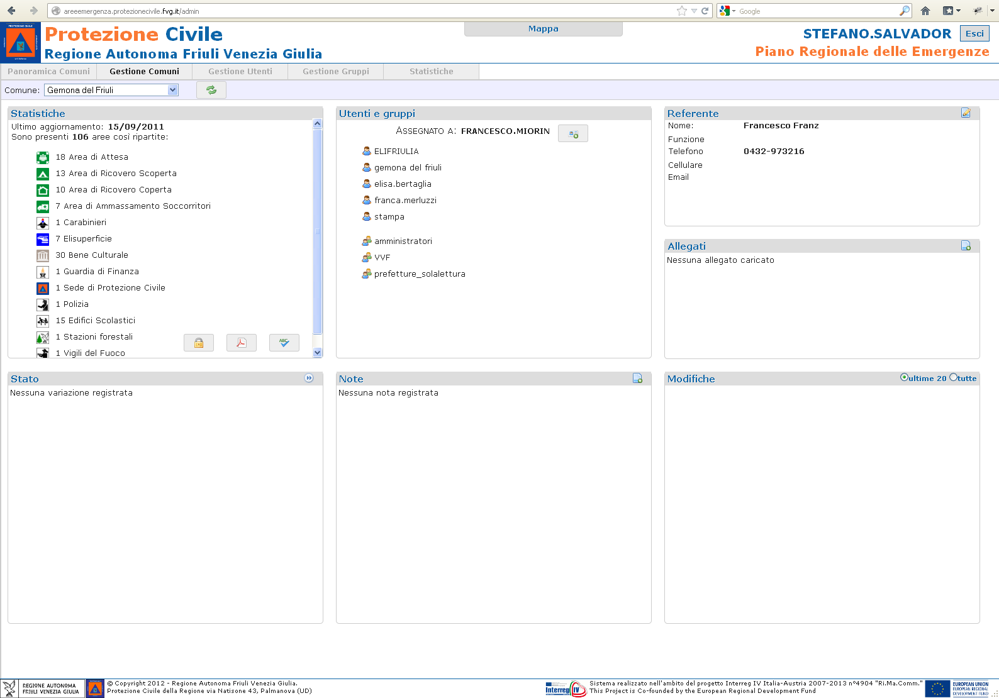 areeemergenza.protezionecivile.fvg.it/admin
Google
Protezione Civile
Regione Autonoma Friuli Venezia Giulia
Mappa
STEFANO.SALVADOR Esci
Piano Regionale delle Emergenze
Panoramica Comuni Gestione Comuni Gestione Utenti Gestione Gruppi Statistiche
Comune: Gemona del Friuli
Statistiche
Ultimo aggiornamento: 15/09/2011
Sono presenti 106 aree così ripartite:
18 Area di Attesa
13 Area di Ricovero Scoperta
10 Area di Ricovero Coperta
7 Area di Ammassamento Soccorritori
1 Carabinieri
7 Elisuperficie
30 Bene Culturale
1 Guardia di Finanza
1 Sede di Protezione Civile
1 Polizia
15 Edifici Scolastici
1 Stazioni forestali
1 Vigili del Fuoco
ABC
Utenti e gruppi
ASSEGNATO A: FRANCESCO.MIORIN
ELIFRIULIA
gemona del friuli
elisa.bertaglia
franca.merluzzi
stampa
amministratori
VVF
prefetture_solalettura
Referente
Nome: Francesco Franz
Funzione
Telefono 0432-973216
Cellulare
Email
Allegati
Nessuna allegato caricato
Stato
Nessuna variazione registrata
Note
Nessuna nota registrata
Modifiche ultime 20 tutte
REGIONE AUTONOMA
FRIULI VENEZIA GIULIA
© Copyright 2012 - Regione Autonoma Friuli Venezia Giulia.
Protezione Civile della Regione via Natisone 43, Palmanova (UD)
Interreg IV
Sistema realizzato nell'ambito del progetto Interreg IV Italia-Austria 2007-2013 n°4904 "Ri.Ma.Comm."
This Project is Co-founded by the European Regional Development Fund
EUROPEAN UNION
EUROPEAN REGIONAL
DEVELOPMENT FUND